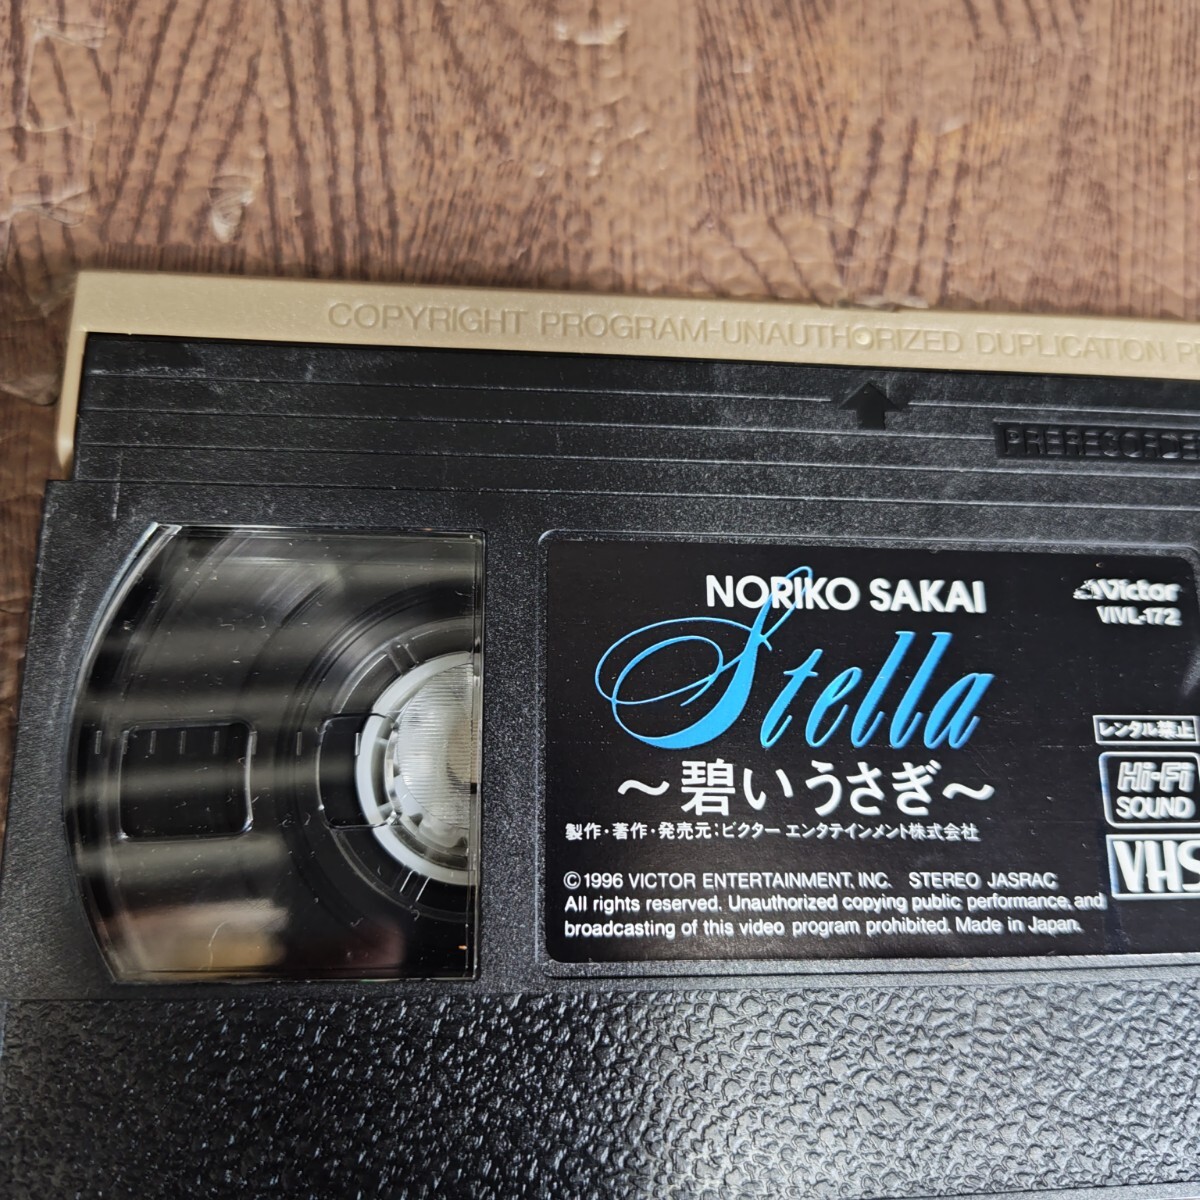 COPYRIGHT PROGRAM-UNAUTHORIZED DUPLICATION
PRERECORDE
NORIKO SAKAI
Stella
～碧いうさぎ～
製作・著作・発売元：ビクター エンタテインメント株式会社
©1996 VICTOR ENTERTAINMENT, INC. STEREO JASRAC
All rights reserved. Unauthorized copying public performance, and
broadcasting of this video program prohibited. Made in Japan.
Victor
VIVL-172
レンタル禁止
Hi-Fi
SOUND
VHS